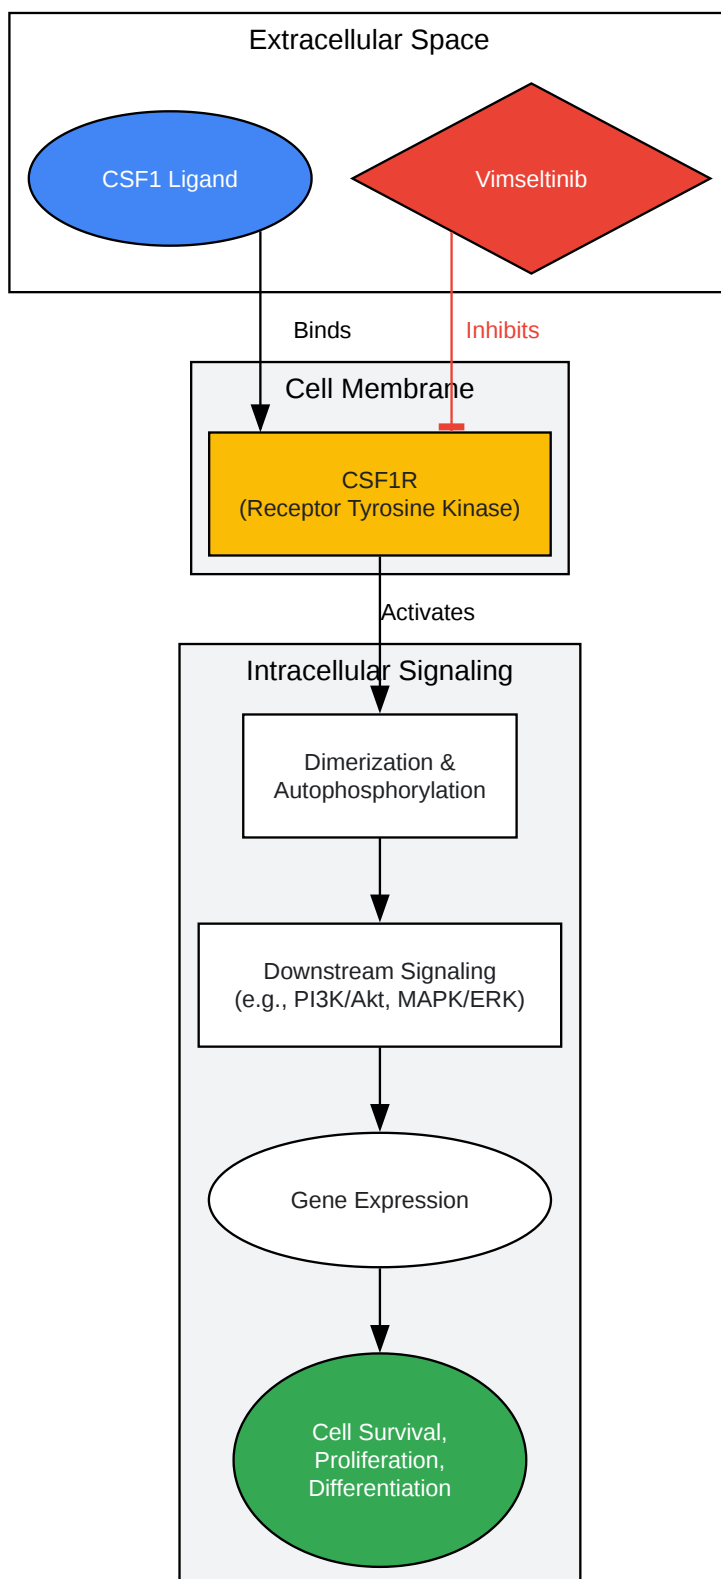 Extracellular Space
CSF1 Ligand
Vimseltinib
Binds
Inhibits
Cell Membrane
CSF1R
(Receptor Tyrosine Kinase)
Activates
Intracellular Signaling
Dimerization &
Autophosphorylation
Downstream Signaling
(e.g., PI3K/Akt, MAPK/ERK)
Gene Expression
Cell Survival,
Proliferation,
Differentiation